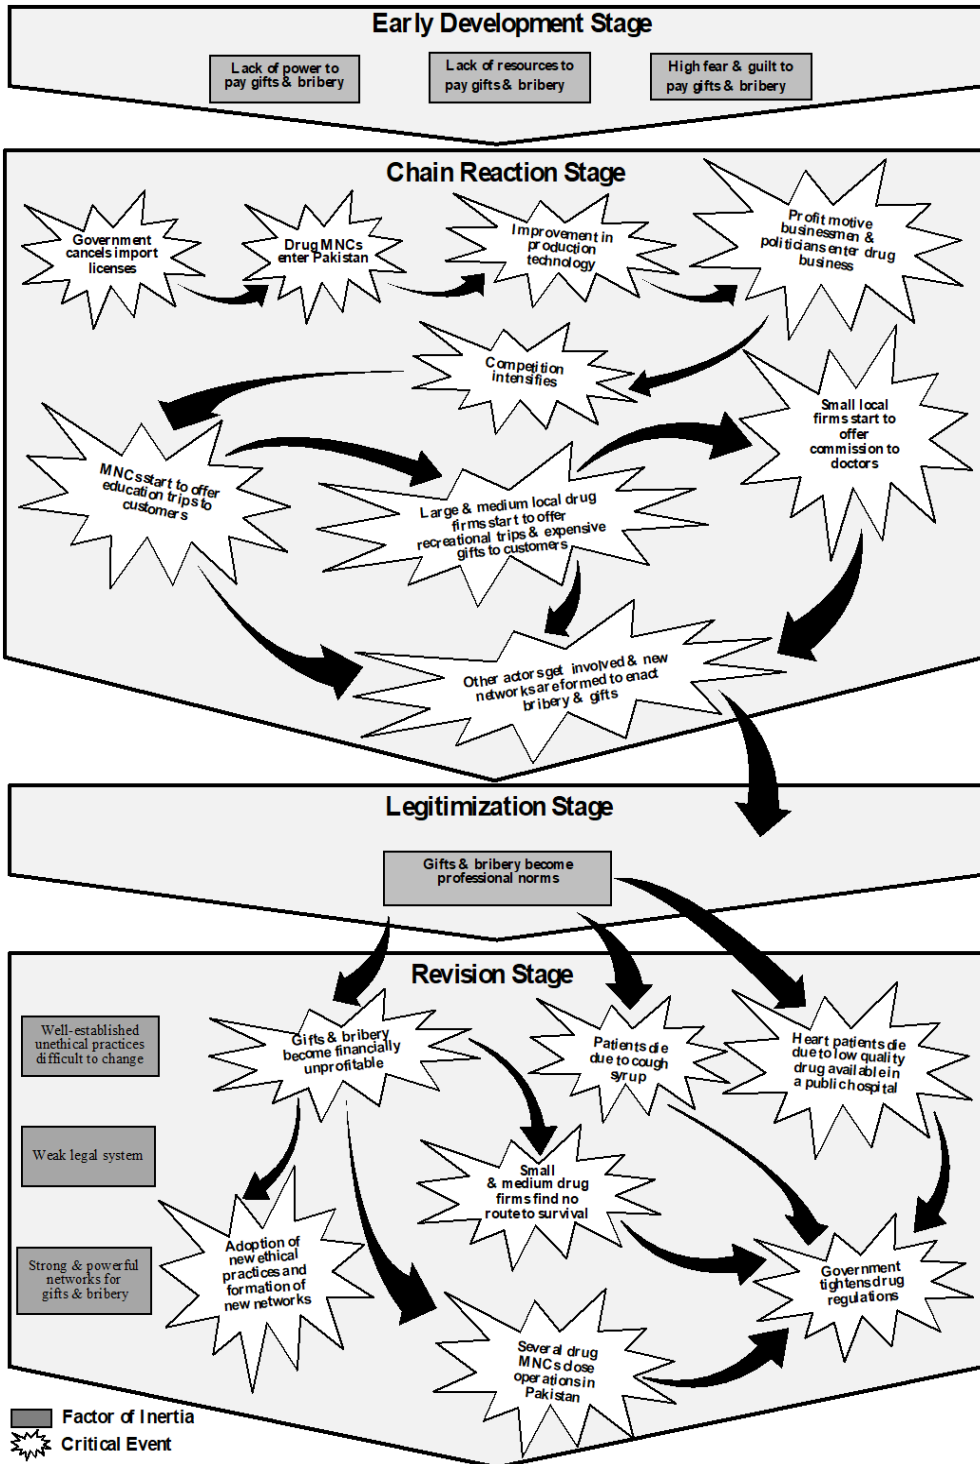 Early Development Stage
Lack of power to
pay gifts & bribery
Lack of resources to
pay gifts & bribery
High fear & guilt to
pay gifts & bribery
Chain Reaction Stage
Government
cancels import
licenses
Drug MNCs
enter Pakistan
Improvement in
production
technology
Profit motive
businessmen &
politicians enter drug
business
Competition
intensifies
Small local
firms start to
offer
commission to
doctors
MNCs start to offer
education trips to
customers
Large & medium local drug
firms start to offer
recreational trips & expensive
gifts to customers
Other actors get involved & new
networks are formed to enact
bribery & gifts
Legitimization Stage
Gifts & bribery become
professional norms
Revision Stage
Well-established
unethical practices
difficult to change
Gifts & bribery
become financially
unprofitable
Patients die
due to cough
syrup
Heart patients die
due to low quality
drug available in
a public hospital
Weak legal system
Small
& medium drug
firms find no
route to survival
Strong & powerful
networks for
gifts & bribery
Adoption of
new ethical
practices and
formation of
new networks
Government
tightens drug
regulations
Several drug
MNCs close
operations in
Pakistan
Factor of Inertia
Critical Event